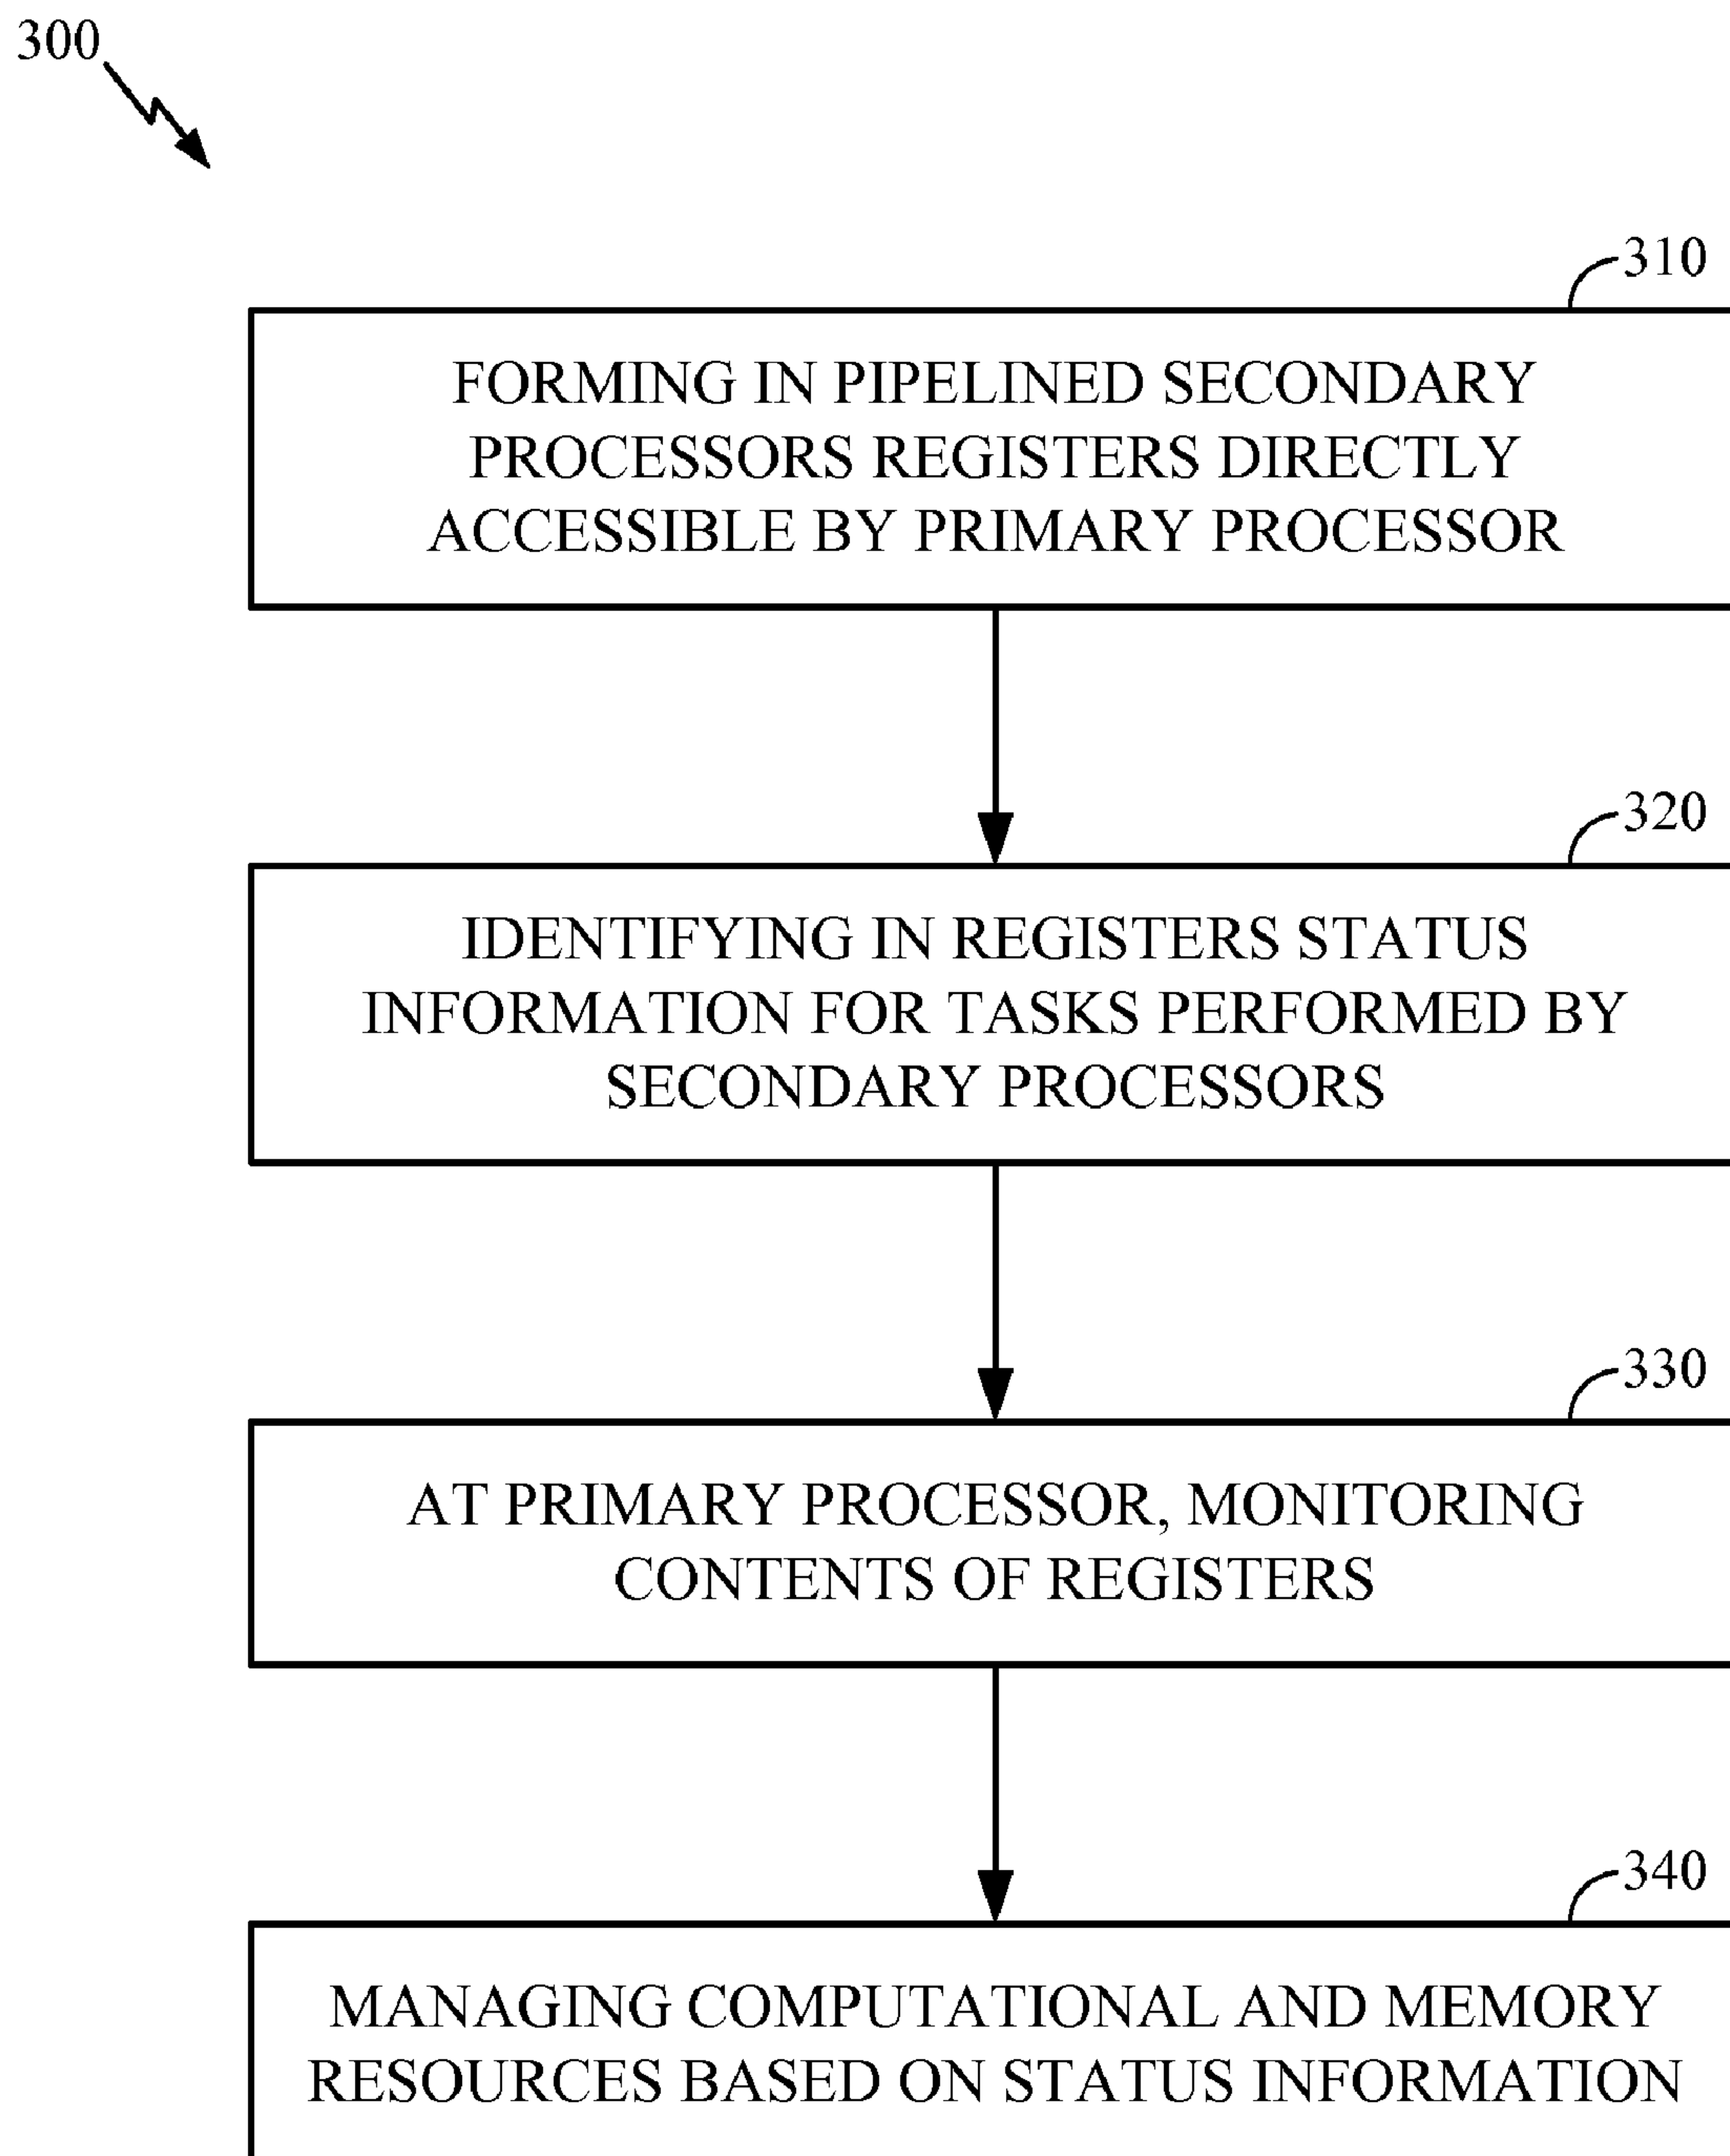 300
310
FORMING IN PIPELINED SECONDARY
PROCESSORS REGISTERS DIRECTLY
ACCESSIBLE BY PRIMARY PROCESSOR
320
IDENTIFYING IN REGISTERS STATUS
INFORMATION FOR TASKS PERFORMED BY
SECONDARY PROCESSORS
330
AT PRIMARY PROCESSOR, MONITORING
CONTENTS OF REGISTERS
340
MANAGING COMPUTATIONAL AND MEMORY
RESOURCES BASED ON STATUS INFORMATION